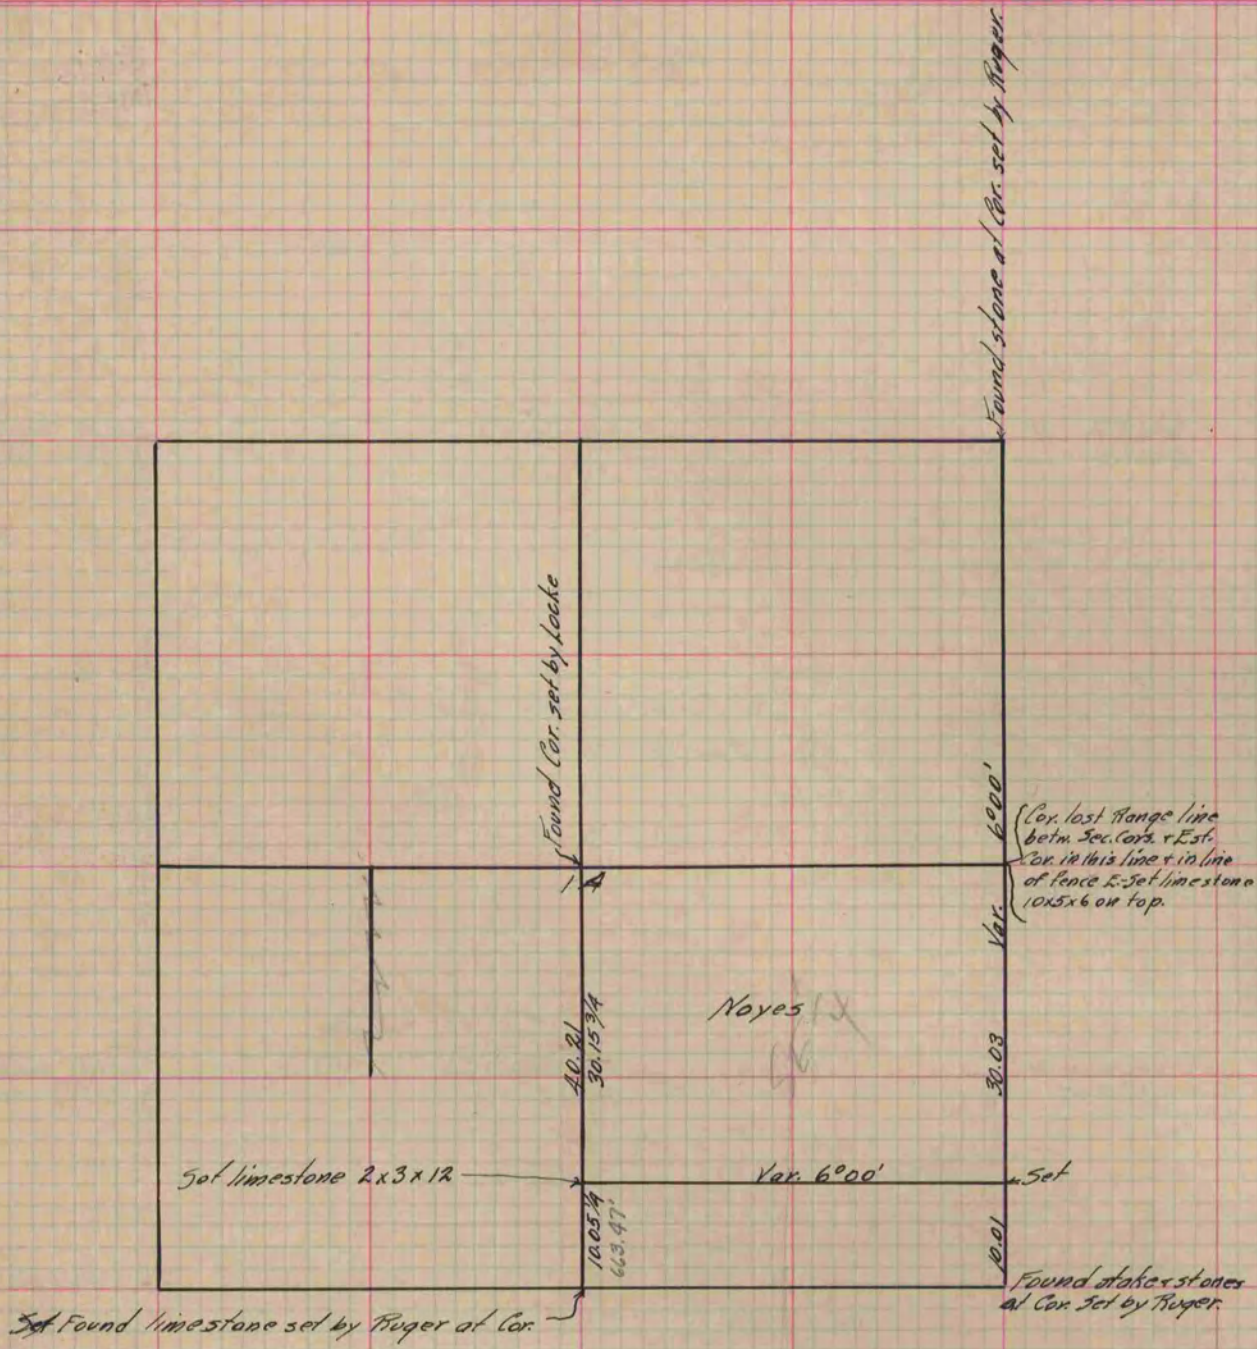 Found stone at Cor. set by Ruger.
Found Cor. set by Locke
6°00'
Var.
{Cor. lost Range line
betw. Sec. Cors. + Est.
Cor. in this line + in line
of fence E-Set limestone
10x5x6 on top.
14
Noyes
40.21
30.15 3/4
30.03
Set limestone 2x3x12
Var. 6°00'
Set
10.05 1/4
663.47'
10.01
Found stake + stones
at Cor. Set by Ruger.
Set Found limestone set by Ruger at Cor.